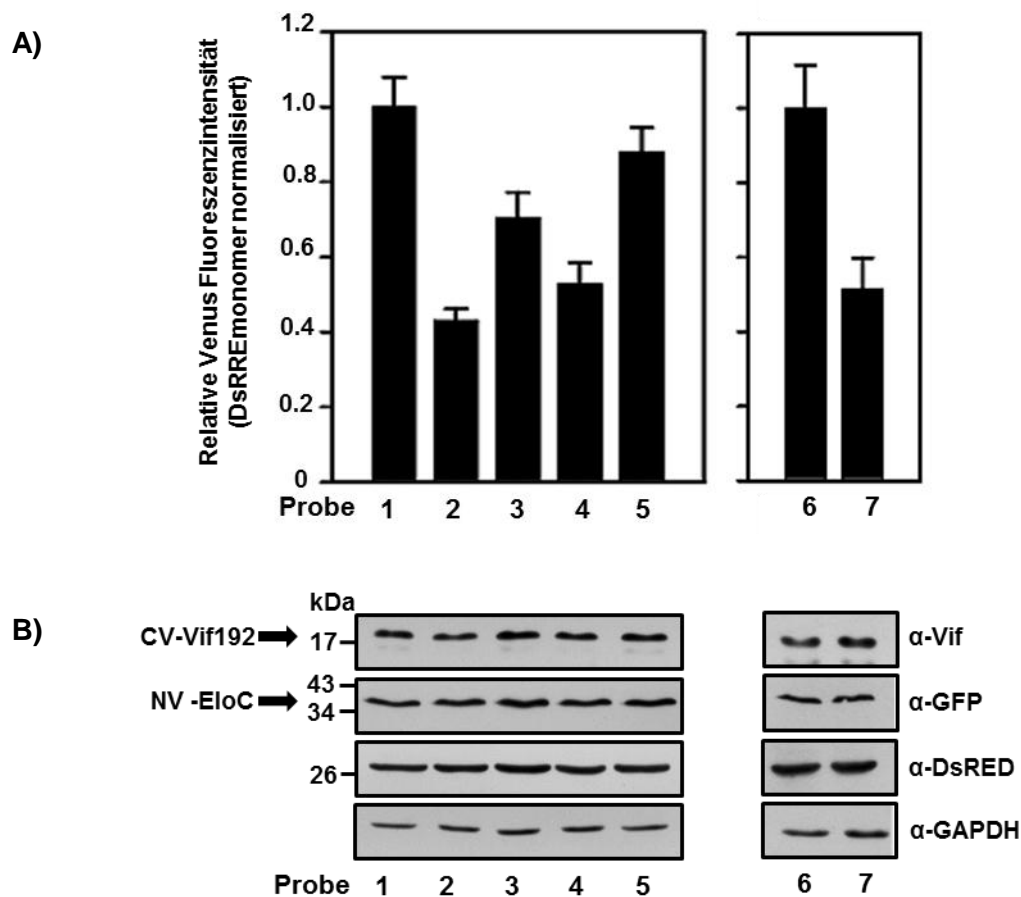 A)
Relative Venus Fluoreszenzintensität
(DsRREmonomer normalisiert)
1.2
1.0
0.8
0.6
0.4
0.2
0
Probe 1 2 3 4 5 6 7
B)
kDa
CV-Vif192 17 α-Vif
43
NV -EloC α-GFP
34
26 α-DsRED
α-GAPDH
Probe 1 2 3 4 5 6 7